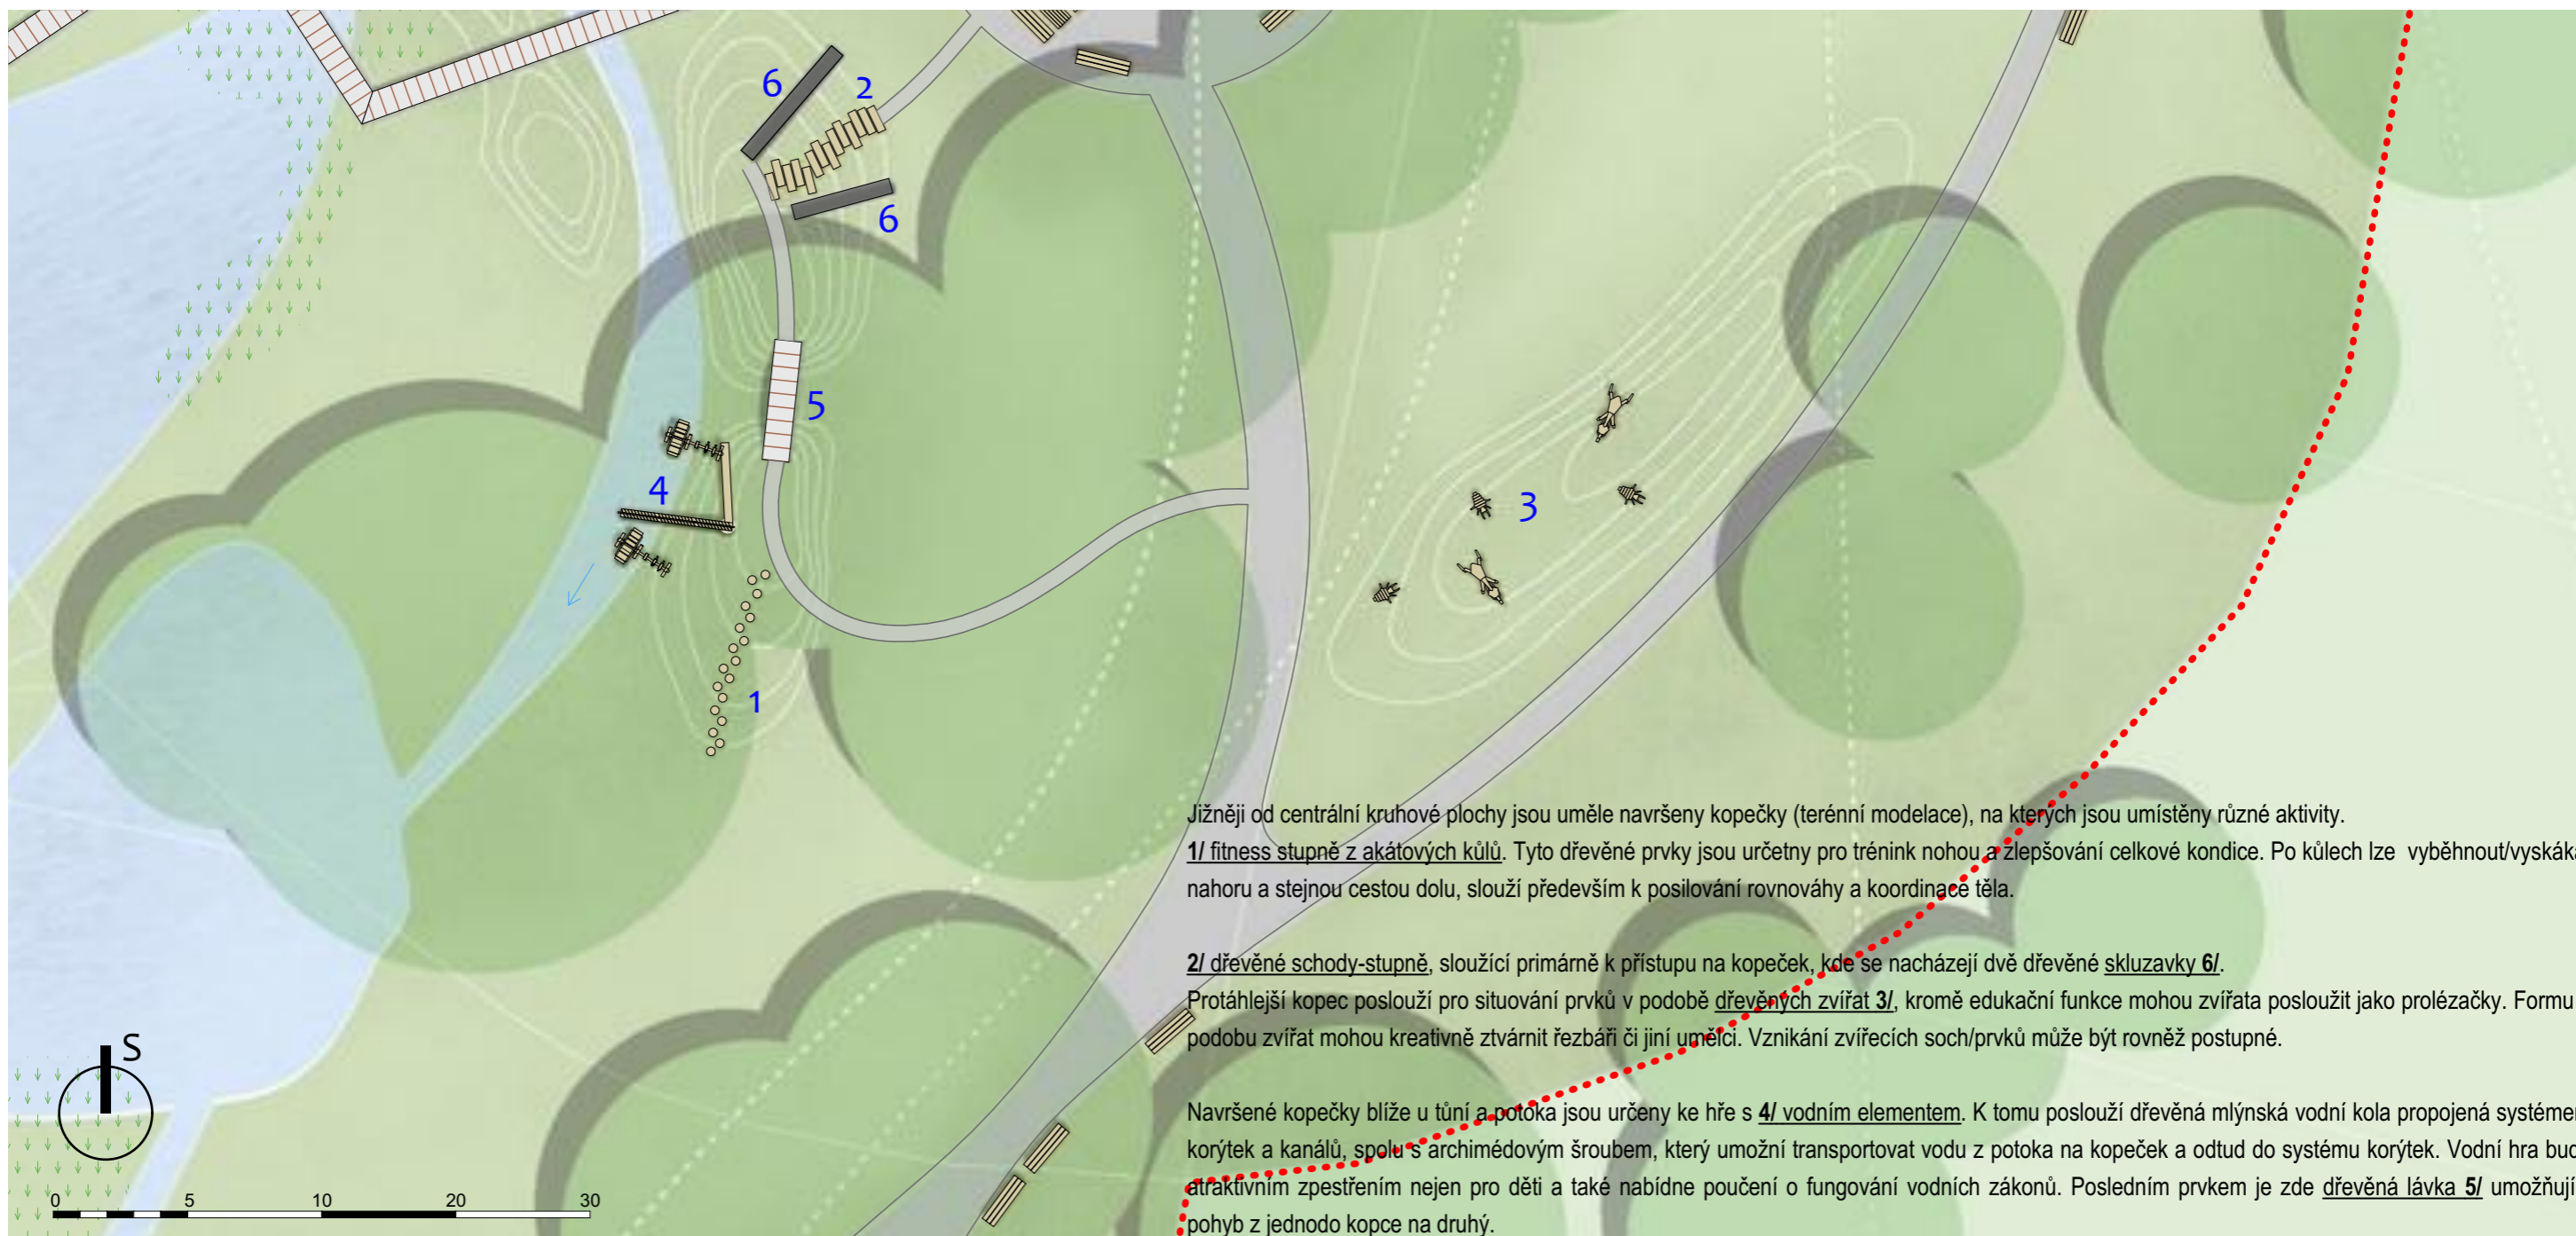 6
2
6
5
4
3
1
Jižněji od centrální kruhové plochy jsou uměle navršeny kopečky (terénní modelace), na kterých jsou umístěny různé aktivity.
1/ fitness stupně z akátových kůlů. Tyto dřevěné prvky jsou určetny pro trénink nohou a zlepšování celkové kondice. Po kůlech lze vyběhnout/vyskáka
nahoru a stejnou cestou dolu, slouží především k posilování rovnováhy a koordinace těla.
2/ dřevěné schody-stupně, sloužící primárně k přístupu na kopeček, kde se nacházejí dvě dřevěné skluzavky 6/.
Protáhlejší kopec poslouží pro situování prvků v podobě dřevěných zvířat 3/, kromě edukační funkce mohou zvířata posloužit jako prolézačky. Formu
podobu zvířat mohou kreativně ztvárnit řezbáři či jiní umělci. Vznikání zvířecích soch/prvků může být rovněž postupné.
Navršené kopečky blíže u tůní a potoka jsou určeny ke hře s 4/ vodním elementem. K tomu poslouží dřevěná mlýnská vodní kola propojená systémem
korýtek a kanálů, spolu s archimédovým šroubem, který umožní transportovat vodu z potoka na kopeček a odtud do systému korýtek. Vodní hra bud
atraktivním zpestřením nejen pro děti a také nabídne poučení o fungování vodních zákonů. Posledním prvkem je zde dřevěná lávka 5/ umožňují
pohyb z jednodo kopce na druhý.
S
0 5 10 20 30